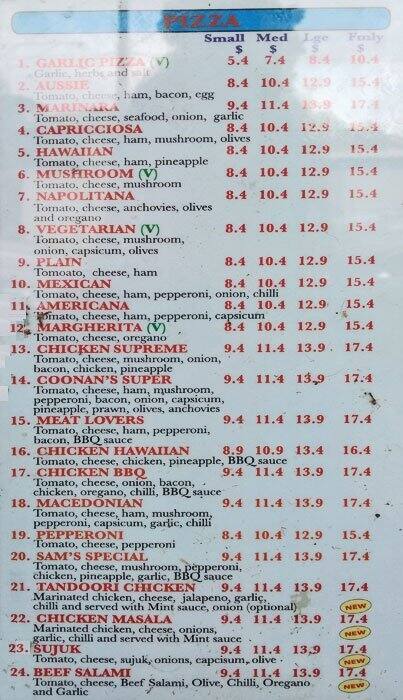 PIZZA
Small Med Lge Fmly
$ $ $ $
1. GARLIC PIZZA (V) 5.4 7.4 8.4 10.4
Garlic, herbs and salt
2. AUSSIE 8.4 10.4 12.9 15.4
Tomato, cheese, ham, bacon, egg
3. MARINARA 9.4 11.4 13.9 17.4
Tomato, cheese, seafood, onion, garlic
4. CAPRICCIOSA 8.4 10.4 12.9 15.4
Tomato, cheese, ham, mushroom, olives
5. HAWAIIAN 8.4 10.4 12.9 15.4
Tomato, cheese, ham, pineapple
6. MUSHROOM (V) 8.4 10.4 12.9 15.4
Tomato, cheese, mushroom
7. NAPOLITANA 8.4 10.4 12.9 15.4
Tomato, cheese, anchovies, olives
and oregano
8. VEGETARIAN (V) 8.4 10.4 12.9 15.4
Tomato, cheese, mushroom,
onion, capsicum, olives
9. PLAIN 8.4 10.4 12.9 15.4
Tomoato, cheese, ham
10. MEXICAN 8.4 10.4 12.9 15.4
Tomato, cheese, ham, pepperoni, onion, chilli
11. AMERICANA 8.4 10.4 12.9 15.4
Tomato, cheese, ham, pepperoni, capsicum
12. MARGHERITA (V) 8.4 10.4 12.9 15.4
Tomato, cheese, oregano
13. CHICKEN SUPREME 9.4 11.4 13.9 17.4
Tomato, cheese, mushroom, onion,
bacon, chicken, pineapple
14. COONAN'S SUPER 9.4 11.4 13.9 17.4
Tomato, cheese, ham, mushroom,
pepperoni, bacon, onion, capsicum,
pineapple, prawn, olives, anchovies
15. MEAT LOVERS 9.4 11.4 13.9 17.4
Tomato, cheese, ham, pepperoni,
bacon, BBQ sauce
16. CHICKEN HAWAIIAN 8.9 10.9 13.4 16.4
Tomato, cheese, chicken, pineapple, BBQ sauce
17. CHICKEN BBQ 9.4 11.4 13.9 17.4
Tomato, cheese, onion, bacon,
chicken, oregano, chilli, BBQ sauce
18. MACEDONIAN 9.4 11.4 13.9 17.4
Tomato, cheese, ham, mushroom,
pepperoni, capsicum, garlic, chilli
19. PEPPERONI 8.4 10.4 12.9 15.4
Tomato, cheese, pepperoni
20. SAM'S SPECIAL 9.4 11.4 13.9 17.4
Tomato, cheese, mushroom, pepperoni,
chicken, pineapple, garlic, BBQ sauce
21. TANDOORI CHICKEN 9.4 11.4 13.9 17.4
Marinated chicken, cheese, jalapeno, garlic,
chilli and served with Mint sauce, onion (optional) NEW
22. CHICKEN MASALA 9.4 11.4 13.9 17.4
Marinated chicken, cheese, onions,
garlic, chilli and served with Mint sauce NEW
23. SUJUK 9.4 11.4 13.9 17.4
Tomato, cheese, sujuk, onions, capcisum, olive NEW
24. BEEF SALAMI 9.4 11.4 13.9 17.4
Tomato, cheese, Beef Salami, Olive, Chilli, Oregano NEW
and Garlic